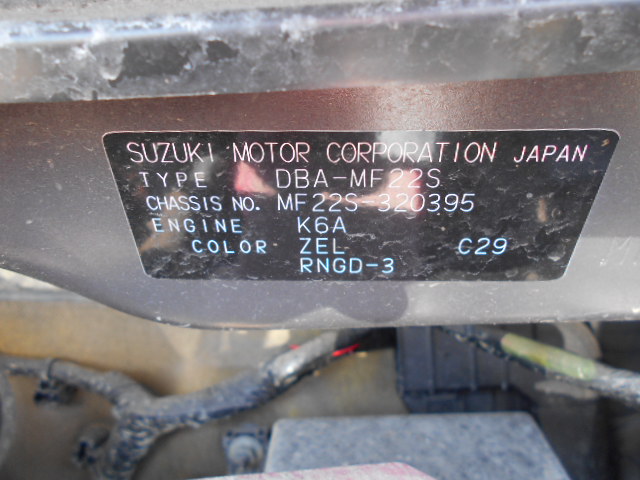 SUZUKI MOTOR CORPORATION JAPAN
TYPE DBA-MF22S
CHASSIS NO. MF22S-320395
ENGINE K6A
COLOR ZEL C29
RNGD-3